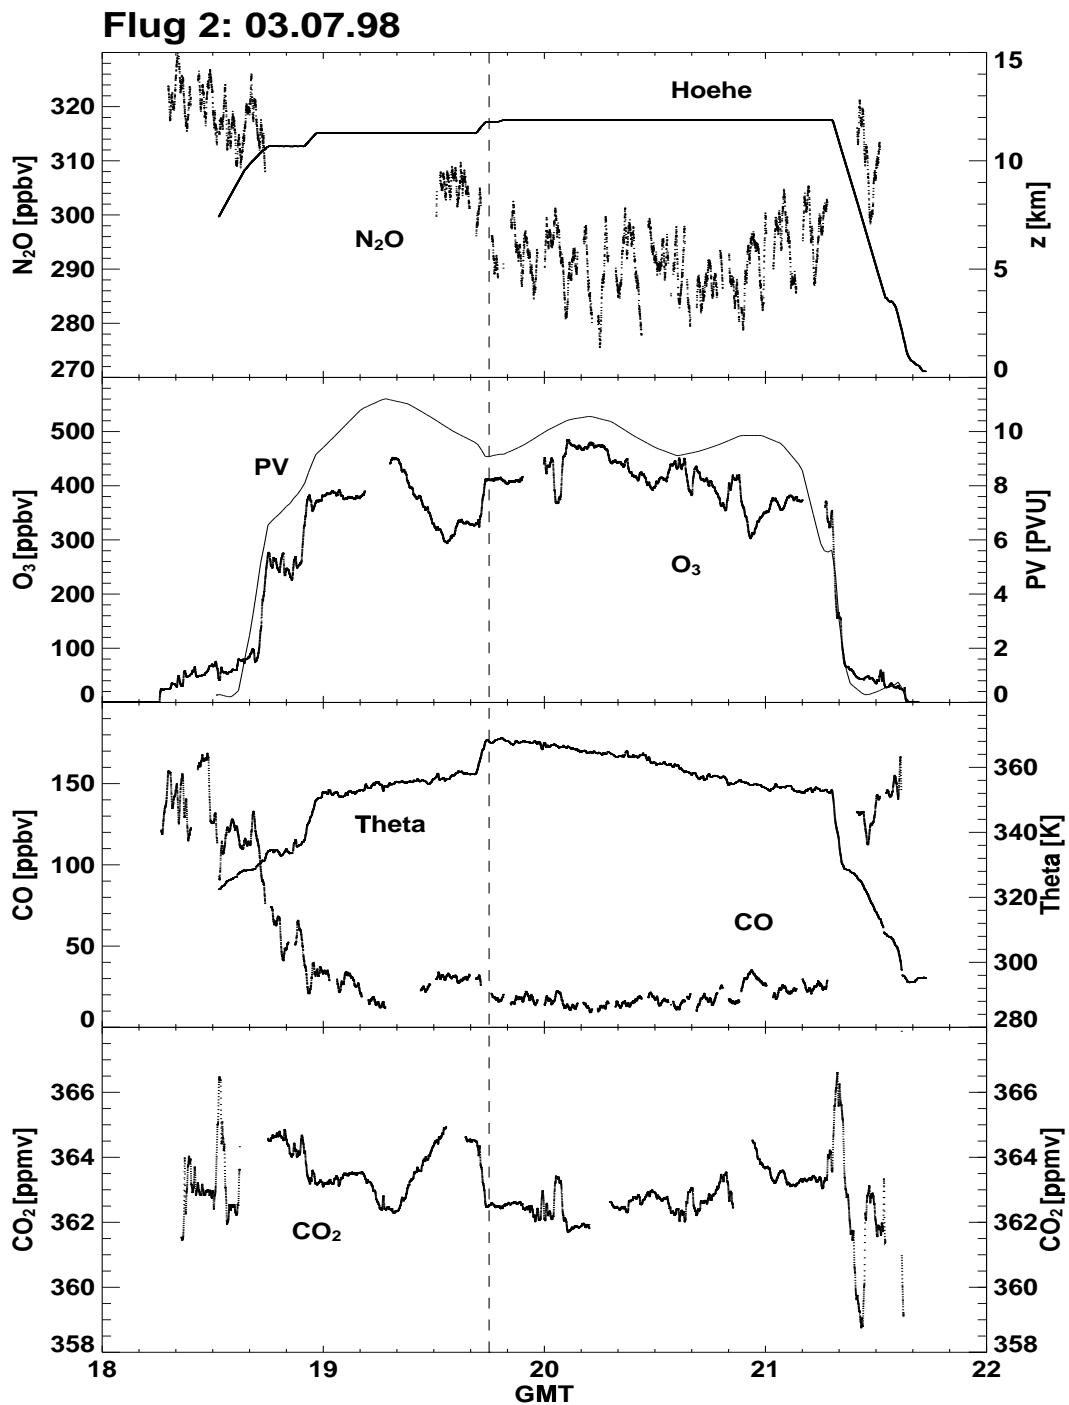 Flug 2: 03.07.98
320
310
300
290
280
270
N₂O [ppbv]
15
10
5
0
z [km]
Hoehe
N₂O
500
400
300
200
100
0
O₃ [ppbv]
10
8
6
4
2
0
PV [PVU]
PV
O₃
150
100
50
0
CO [ppbv]
360
340
320
300
280
Theta [K]
Theta
CO
366
364
362
360
358
CO₂ [ppmv]
366
364
362
360
358
CO₂ [ppmv]
CO₂
18 19 20 21 22
GMT